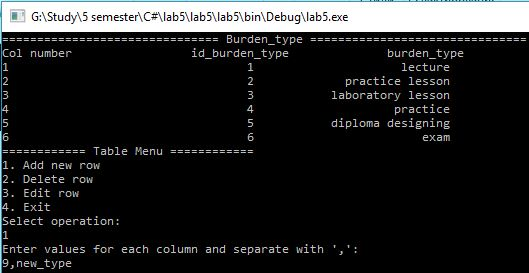 G:\Study\5 semester\C#\lab5\lab5\lab5\bin\Debug\lab5.exe
============================== Burden_type ==============================
Col number id_burden_type burden_type
1 1 lecture
2 2 practice lesson
3 3 laboratory lesson
4 4 practice
5 5 diploma designing
6 6 exam
============ Table Menu ============
1. Add new row
2. Delete row
3. Edit row
4. Exit
Select operation:
1
Enter values for each column and separate with ',':
9,new_type